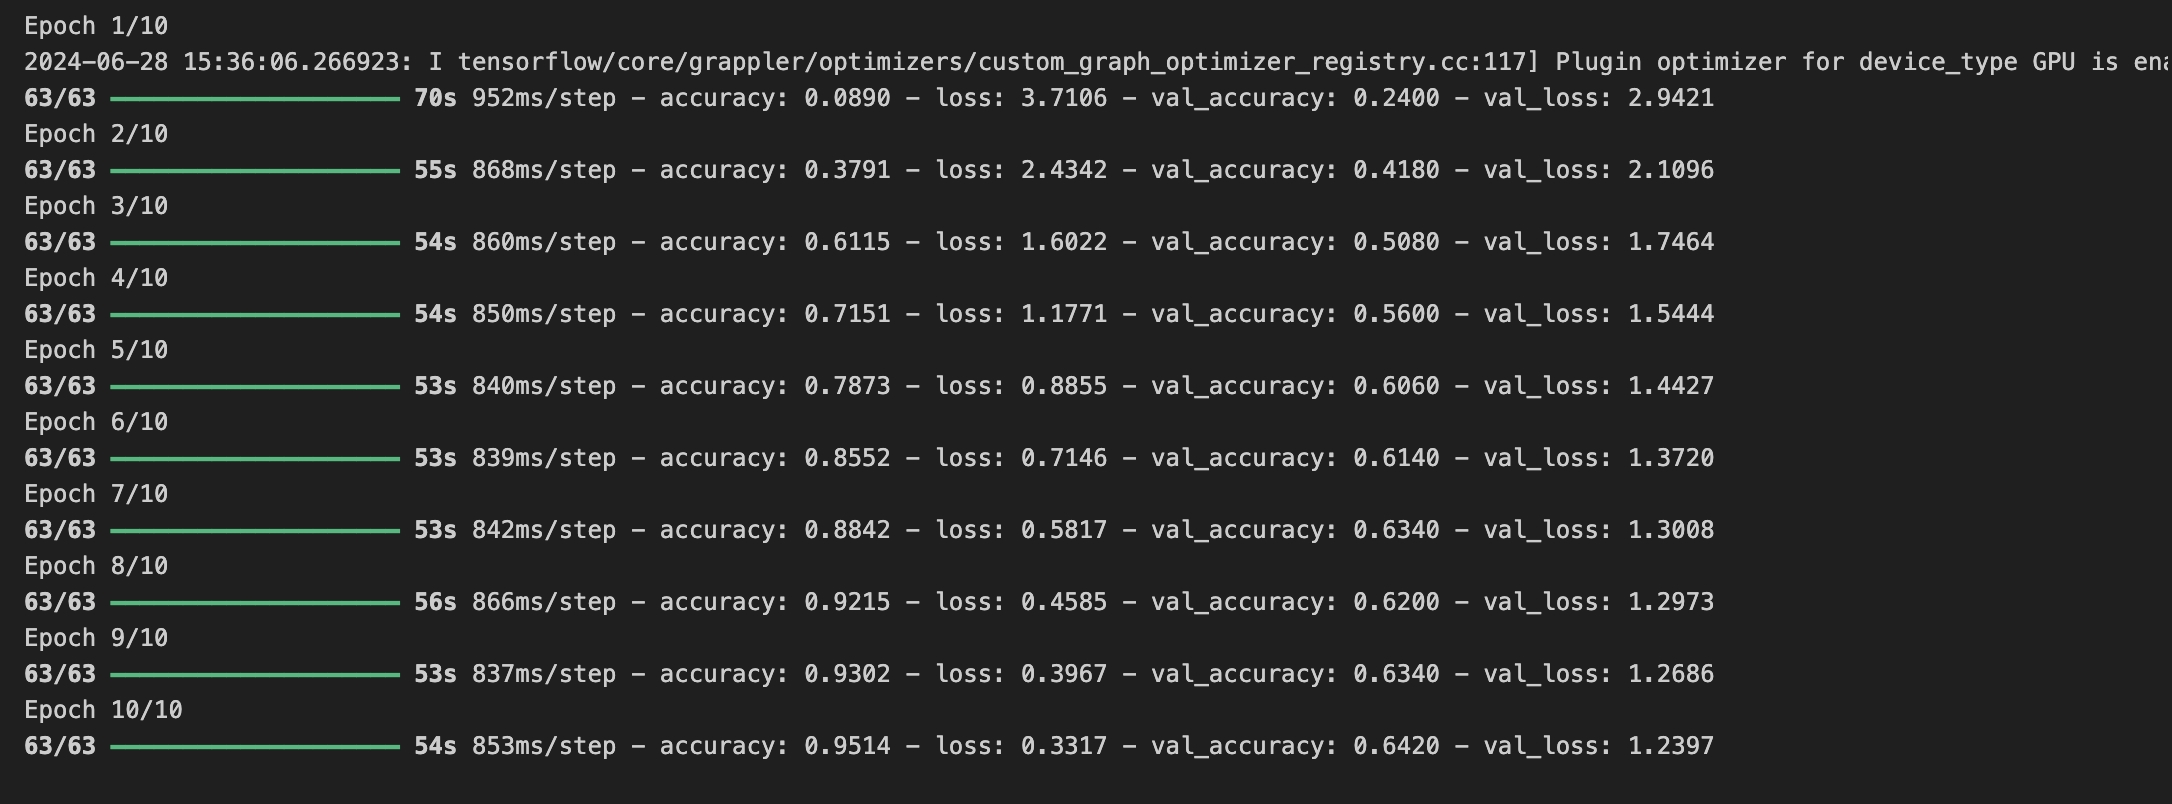 Epoch 1/10
2024-06-28 15:36:06.266923: I tensorflow/core/grappler/optimizers/custom_graph_optimizer_registry.cc:117] Plugin optimizer for device_type GPU is ena
63/63 70s 952ms/step - accuracy: 0.0890 - loss: 3.7106 - val_accuracy: 0.2400 - val_loss: 2.9421
Epoch 2/10
63/63 55s 868ms/step - accuracy: 0.3791 - loss: 2.4342 - val_accuracy: 0.4180 - val_loss: 2.1096
Epoch 3/10
63/63 54s 860ms/step - accuracy: 0.6115 - loss: 1.6022 - val_accuracy: 0.5080 - val_loss: 1.7464
Epoch 4/10
63/63 54s 850ms/step - accuracy: 0.7151 - loss: 1.1771 - val_accuracy: 0.5600 - val_loss: 1.5444
Epoch 5/10
63/63 53s 840ms/step - accuracy: 0.7873 - loss: 0.8855 - val_accuracy: 0.6060 - val_loss: 1.4427
Epoch 6/10
63/63 53s 839ms/step - accuracy: 0.8552 - loss: 0.7146 - val_accuracy: 0.6140 - val_loss: 1.3720
Epoch 7/10
63/63 53s 842ms/step - accuracy: 0.8842 - loss: 0.5817 - val_accuracy: 0.6340 - val_loss: 1.3008
Epoch 8/10
63/63 56s 866ms/step - accuracy: 0.9215 - loss: 0.4585 - val_accuracy: 0.6200 - val_loss: 1.2973
Epoch 9/10
63/63 53s 837ms/step - accuracy: 0.9302 - loss: 0.3967 - val_accuracy: 0.6340 - val_loss: 1.2686
Epoch 10/10
63/63 54s 853ms/step - accuracy: 0.9514 - loss: 0.3317 - val_accuracy: 0.6420 - val_loss: 1.2397